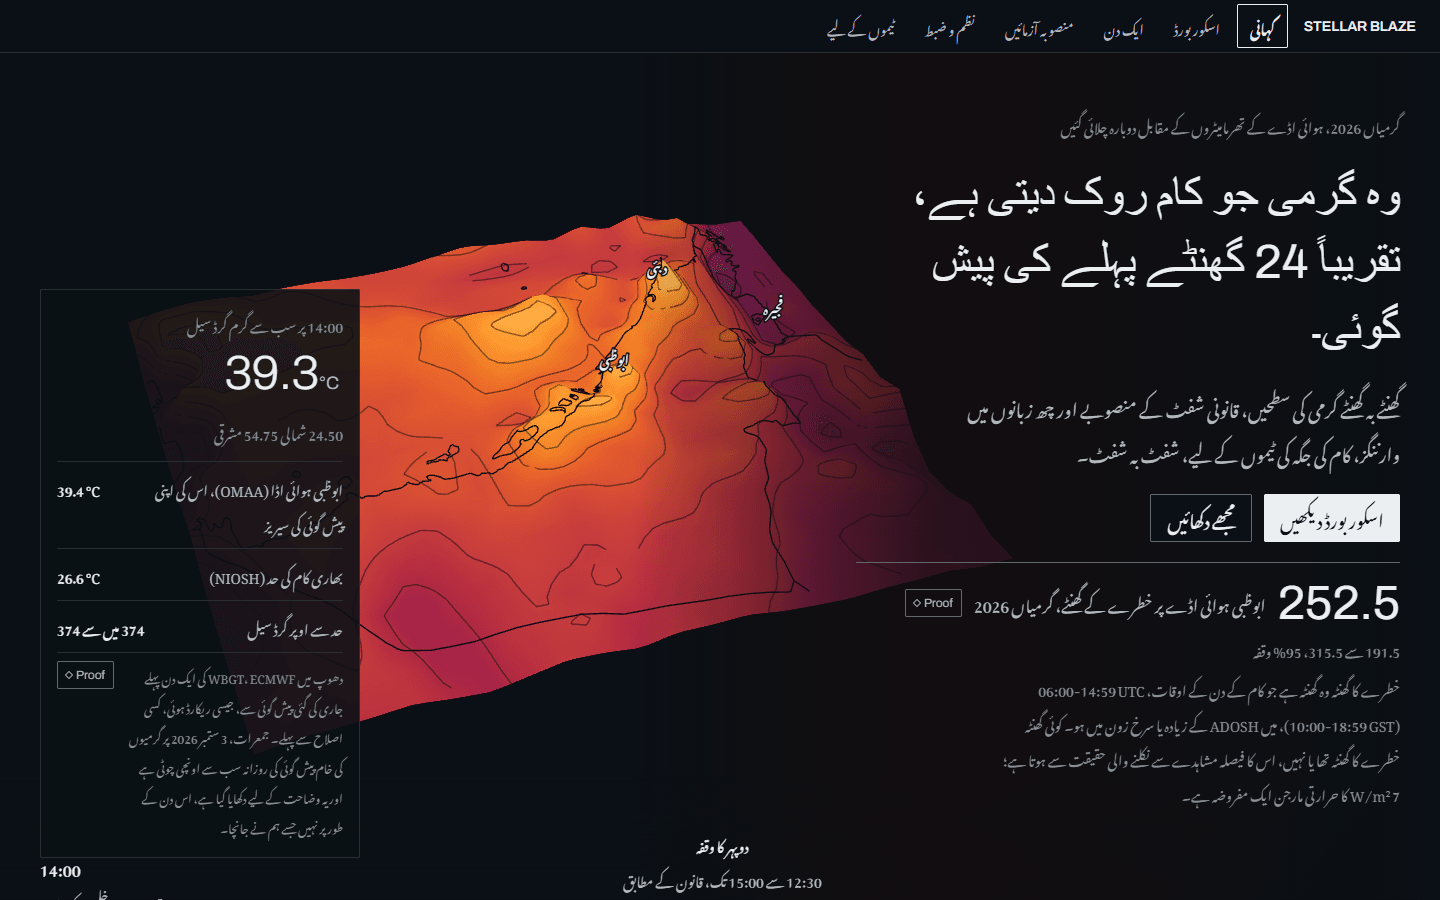 STELLAR BLAZE
کہانی
اسکور بورڈ
ایک دن
منصوبہ آزمائیں
نظم و ضبط
ٹیموں کے لیے
گرمیاں 2026، ہوائی اڈے کے تھرمامیٹروں کے مقابل دوبارہ چلائی گئیں
وہ گرمی جو کام روک دیتی ہے،
تقریباً 24 گھنٹے پہلے کی پیش
گوئی۔
گھنٹے بہ گھنٹے گرمی کی سطحیں، قانونی شفٹ کے منصوبے اور چھ زبانوں میں
وارننگز، کام کی جگہ کی ٹیموں کے لیے، شفٹ بہ شفٹ۔
اسکور بورڈ دیکھیں
مجھے دکھائیں
252.5
ابوظبی ہوائی اڈے پر خطرے کے گھنٹے، گرمیاں 2026
◇ Proof
191.5 سے 315.5، 95% وقفہ
خطرے کا گھنٹہ وہ گھنٹہ ہے جو کام کے دن کے اوقات، 06:00-14:59 UTC
(10:00-18:59 GST)، میں ADOSH کے زیادہ یا سرخ زون میں ہو۔ کوئی گھنٹہ
خطرے کا گھنٹہ تھا یا نہیں، اس کا فیصلہ مشاہدے سے نکلنے والی حقیقت سے ہوتا ہے؛
7 W/m² کا حرارتی مارجن ایک مفروضہ ہے۔
دبئی
فجیرہ
ابوظبی
14:00 پر سب سے گرم گرڈ سیل
39.3°C
24.50 شمالی 54.75 مشرقی
ابوظبی ہوائی اڈا (OMAA)، اس کی اپنی
پیش گوئی کی سیریز
39.4 °C
بھاری کام کی حد (NIOSH)
26.6 °C
حد سے اوپر گرڈ سیل
374 میں سے 374
دھوپ میں WBGT، ECMWF کی ایک دن پہلے
جاری کی گئی پیش گوئی سے، جیسی ریکارڈ ہوئی، کسی
اصلاح سے پہلے۔ جمعرات، 3 ستمبر 2026 پر گرمیوں
کی خام پیش گوئی کی روزانہ سب سے اونچی چوٹی ہے
اور یہ وضاحت کے لیے دکھایا گیا ہے، اس دن کے
طور پر نہیں جسے ہم نے جانچا۔
◇ Proof
14:00
دوپہر کا وقفہ
12:30 سے 15:00 تک، قانون کے مطابق